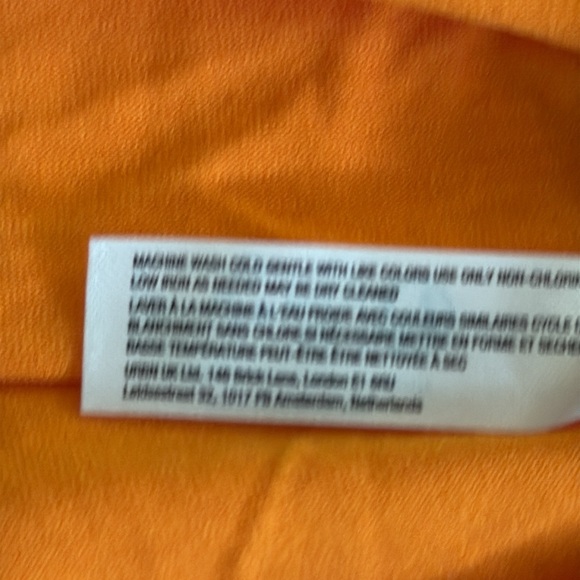 MACHINE WASH COLD GENTLE WITH LIKE COLORS USE ONLY NON-CHLORINE
LOW IRON AS NEEDED MAY BE DRY CLEANED
LAVER À LA MACHINE À L'EAU FROIDE AVEC COULEURS SIMILAIRES CYCLE
BLANCHIMENT SANS CHLORE SI NÉCESSAIRE METTRE EN FORME ET SÉCHER
BASSE TEMPÉRATURE PEUT-ÊTRE ÊTRE NETTOYÉE À SEC
UK Ltd, 146 Brick Lane, London E1 6RU
Leidsestraat 32, 1017 PB Amsterdam, Netherlands